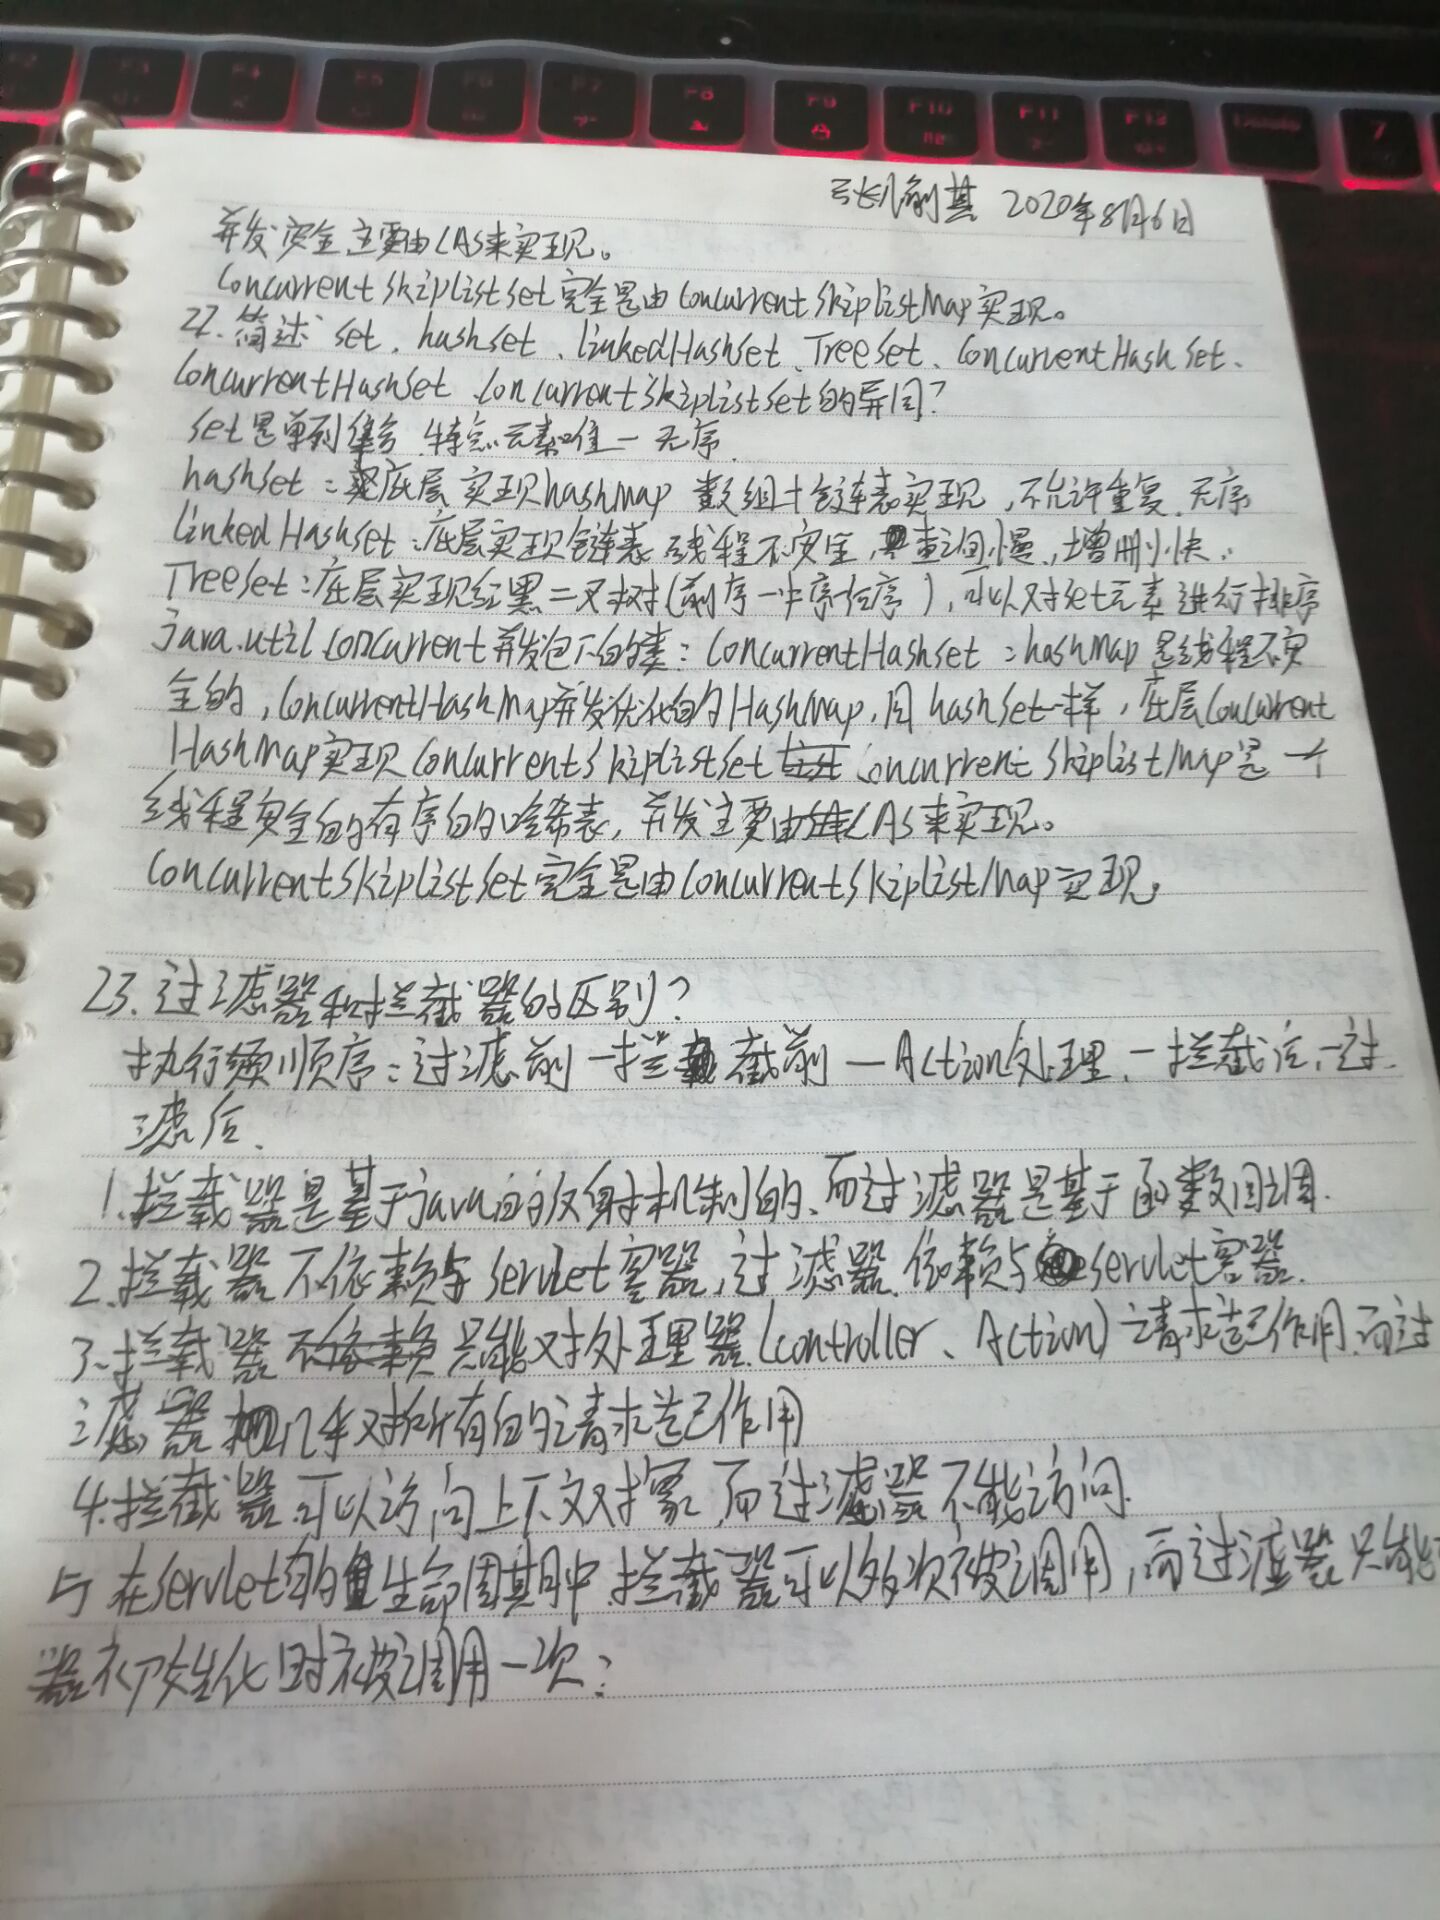 F3 F4 F5 F6 F7 F8 F9 F10 F11 F12 Delete 7
2020年8月6日
并发安全主要由CAS来实现。
ConcurrentSkipListSet完全是由ConcurrentSkipListMap实现。
22.简述 set、hashset、linkedHashSet、TreeSet、ConcurrentHashSet、
ConcurrentHashSet、ConcurrentSkipListSet的异同?
set是单列集合,特点:元素唯一 无序.
hashset:底层实现hashmap 数组+链表实现,不允许重复、无序
linkedHashset:底层实现链表 线程不安全,查询慢,增删快.
TreeSet:底层实现红黑二叉树(前序一中序后序),可以对set元素进行排序
java.util.concurrent并发包下的类:ConcurrentHashset:hashmap是线程不安
全的,ConcurrentHashMap并发优化的HashMap,同hashset一样,底层Concurrent
HashMap实现 ConcurrentSkipListSet ConcurrentSkipListMap是一个
线程安全的有序的哈希表,并发主要由CAS来实现。
ConcurrentSkipListSet完全是由ConcurrentSkipListMap实现。
23.过滤器和拦截器的区别?
执行顺序:过滤前—拦截前—Action处理—拦截后—过
滤后.
1.拦截器是基于java的反射机制的、而过滤器是基于函数回调.
2.拦截器不依赖与servlet容器,过滤器依赖与servlet容器.
3.拦截器只能对处理器(controller、Action)请求起作用.而过
滤器几乎对所有的请求起作用
4.拦截器可以访问上下文对象,而过滤器不能访问.
5 在servlet的生命周期中,拦截器可以多次被调用,而过滤器只能
器初始化时被调用一次;